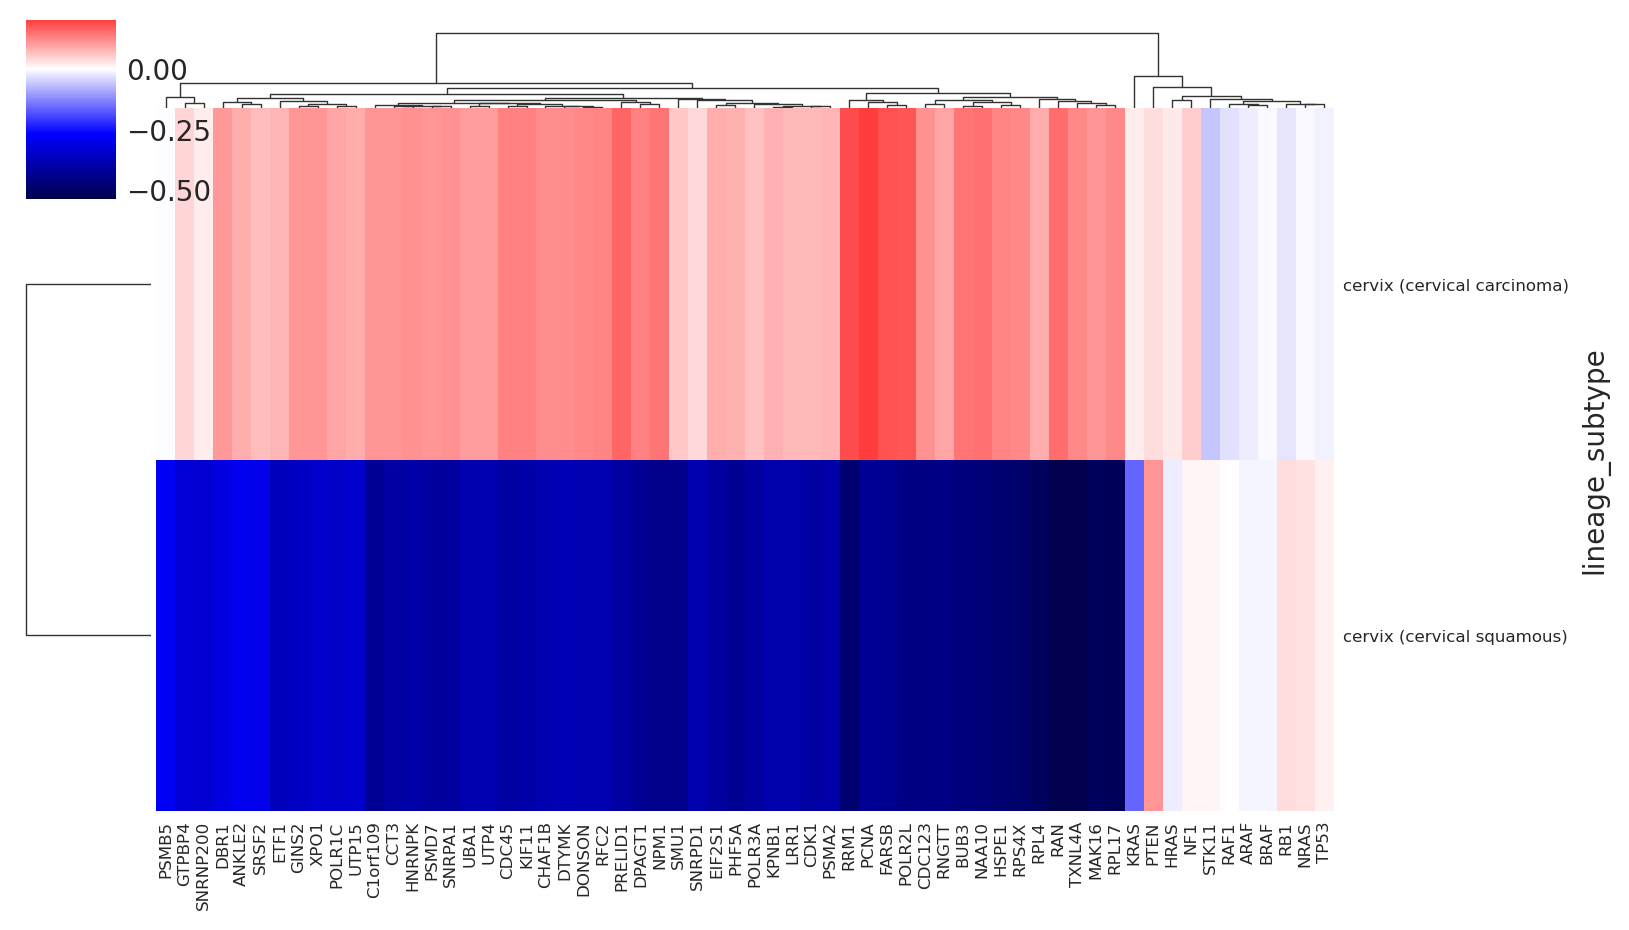 0.00
−0.25
−0.50
cervix (cervical carcinoma)
cervix (cervical squamous)
lineage_subtype
PSMB5
GTPBP4
SNRNP200
DBR1
ANKLE2
SRSF2
ETF1
GINS2
XPO1
POLR1C
UTP15
C1orf109
CCT3
HNRNPK
PSMD7
SNRPA1
UBA1
UTP4
CDC45
KIF11
CHAF1B
DTYMK
DONSON
RFC2
PRELID1
DPAGT1
NPM1
SMU1
SNRPD1
EIF2S1
PHF5A
POLR3A
KPNB1
LRR1
CDK1
PSMA2
RRM1
PCNA
FARSB
POLR2L
CDC123
RNGTT
BUB3
NAA10
HSPE1
RPS4X
RPL4
RAN
TXNL4A
MAK16
RPL17
KRAS
PTEN
HRAS
NF1
STK11
RAF1
ARAF
BRAF
RB1
NRAS
TP53